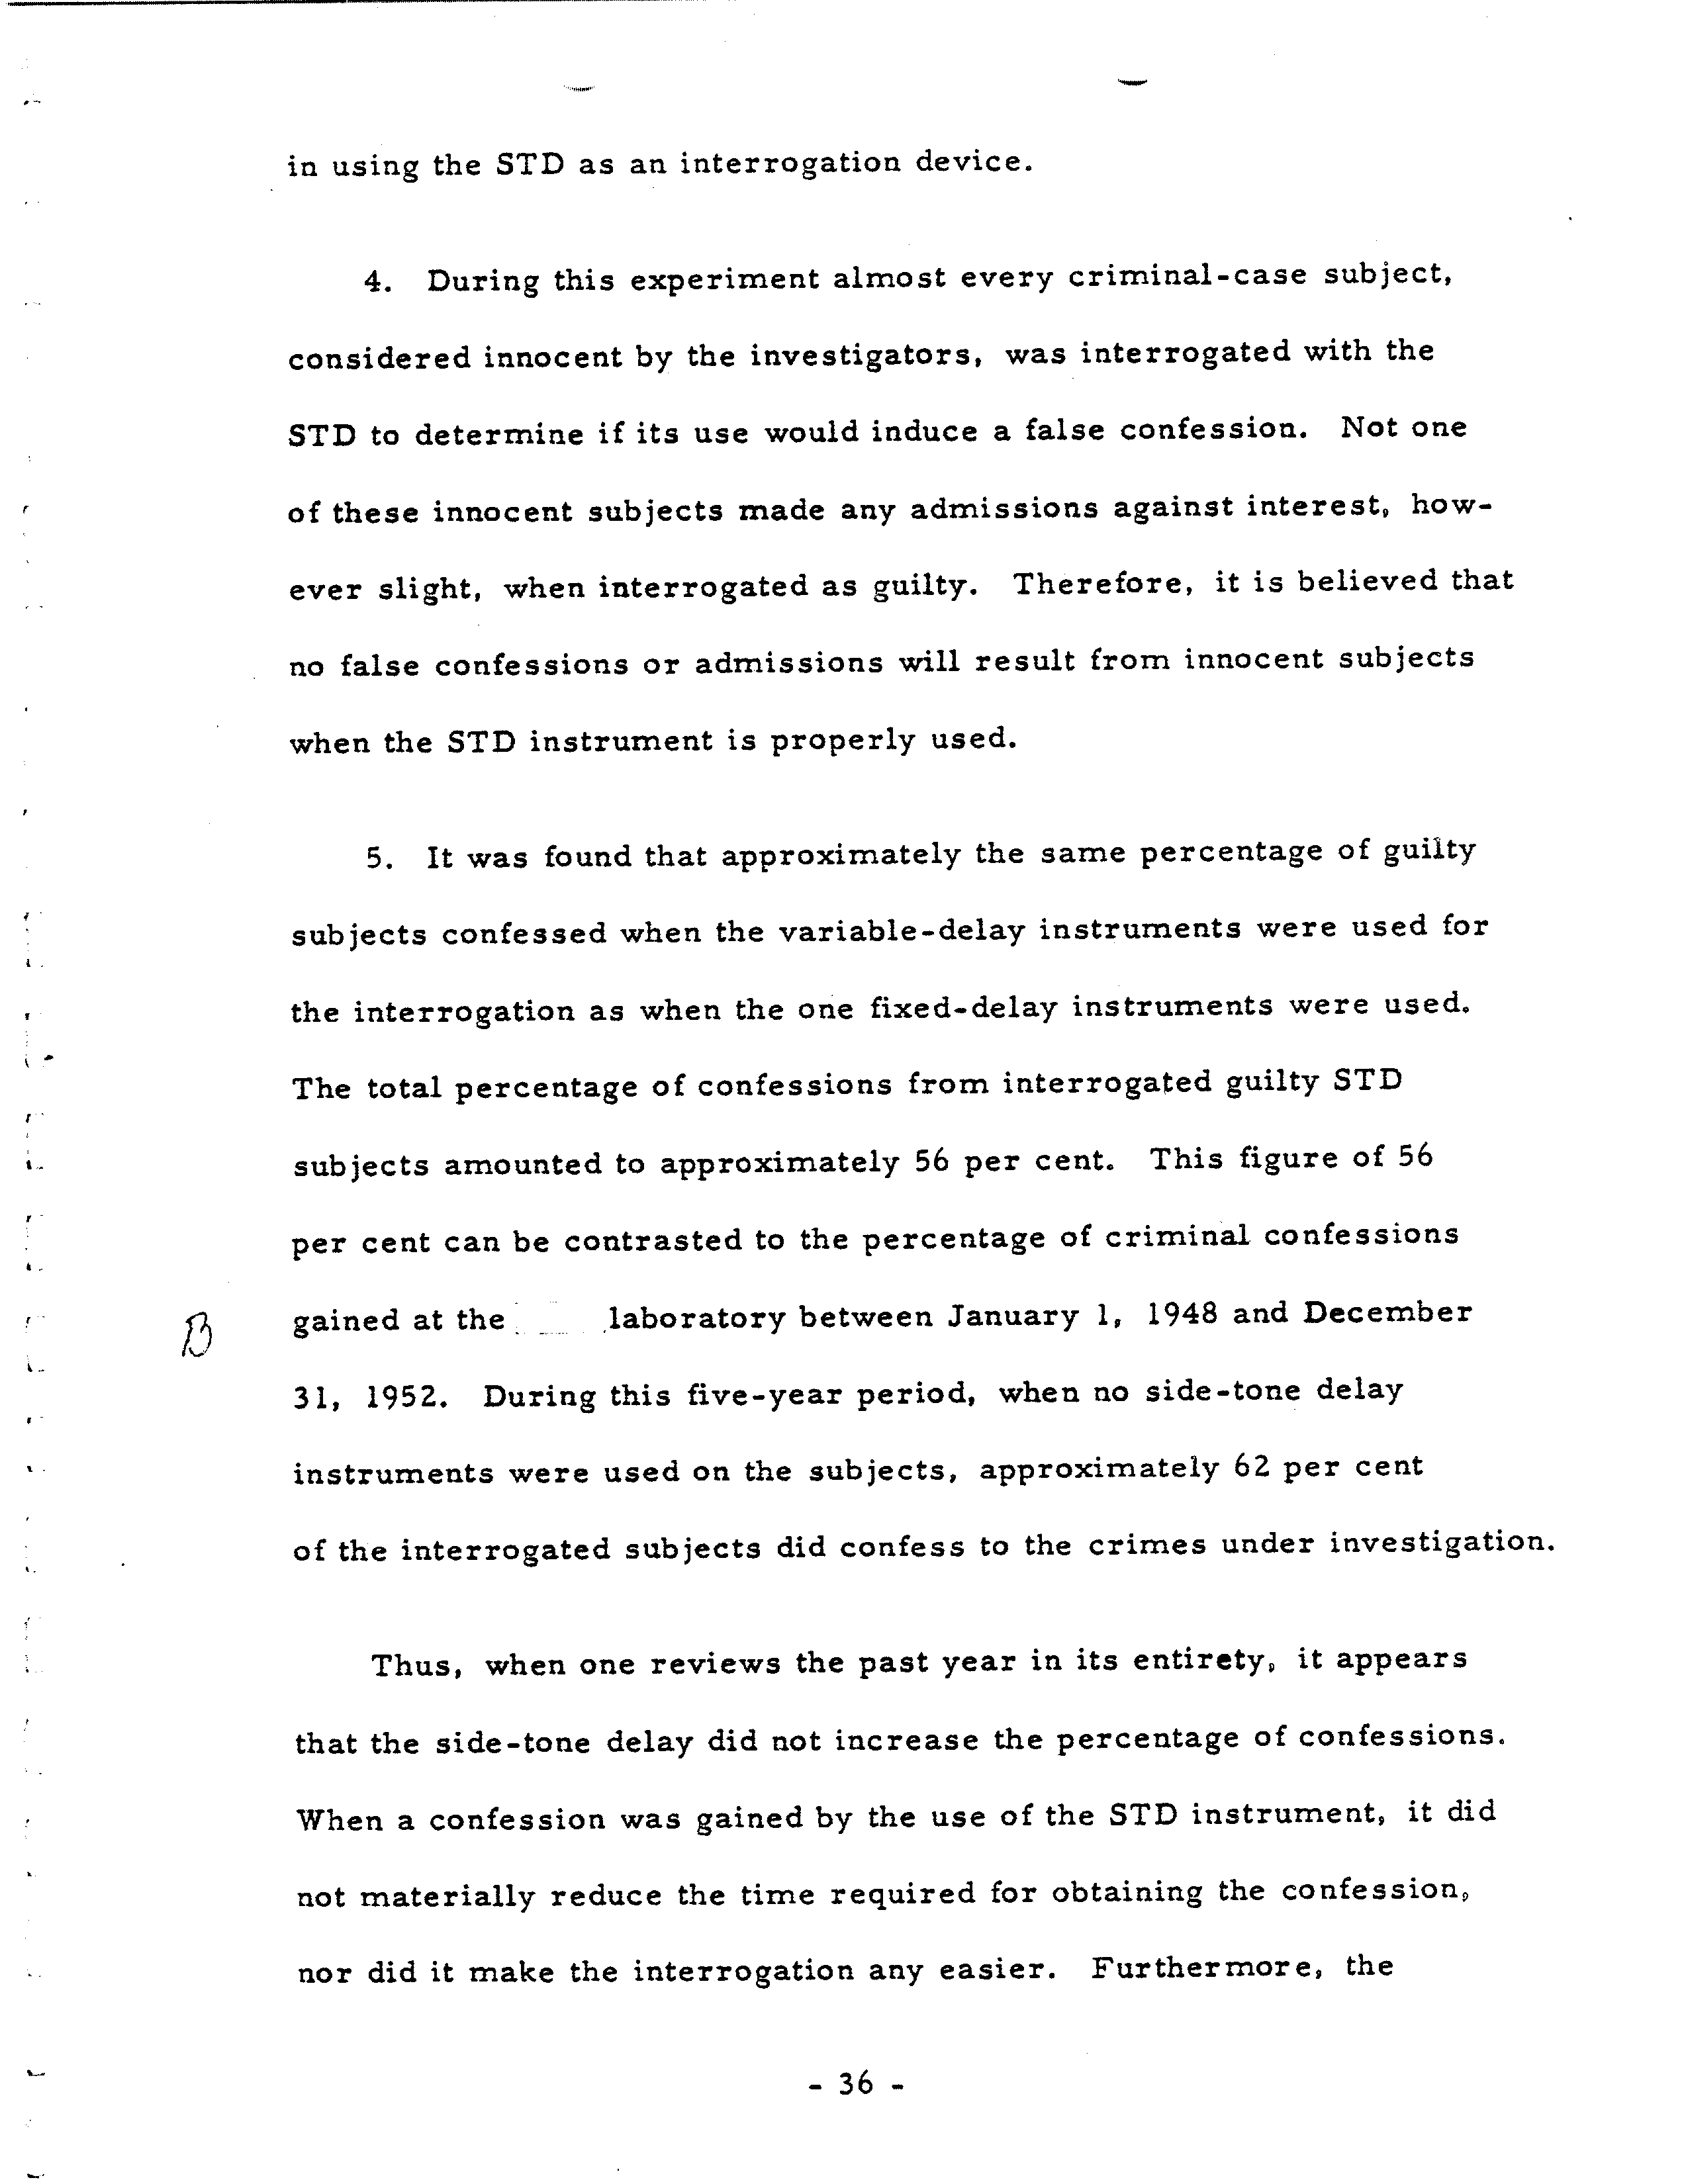 in using the STD as an interrogation device.
4. During this experiment almost every criminal-case subject,
considered innocent by the investigators, was interrogated with the
STD to determine if its use would induce a false confession. Not one
of these innocent subjects made any admissions against interest, how-
ever slight, when interrogated as guilty. Therefore, it is believed that
no false confessions or admissions will result from innocent subjects
when the STD instrument is properly used.
5. It was found that approximately the same percentage of guilty
subjects confessed when the variable-delay instruments were used for
the interrogation as when the one fixed-delay instruments were used.
The total percentage of confessions from interrogated guilty STD
subjects amounted to approximately 56 per cent. This figure of 56
per cent can be contrasted to the percentage of criminal confessions
B gained at the laboratory between January 1, 1948 and December
31, 1952. During this five-year period, when no side-tone delay
instruments were used on the subjects, approximately 62 per cent
of the interrogated subjects did confess to the crimes under investigation.
Thus, when one reviews the past year in its entirety, it appears
that the side-tone delay did not increase the percentage of confessions.
When a confession was gained by the use of the STD instrument, it did
not materially reduce the time required for obtaining the confession,
nor did it make the interrogation any easier. Furthermore, the
- 36 -